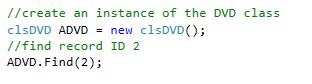 //create an instance of the DVD class
clsDVD ADVD = new clsDVD();
//find record ID 2
ADVD.Find(2);